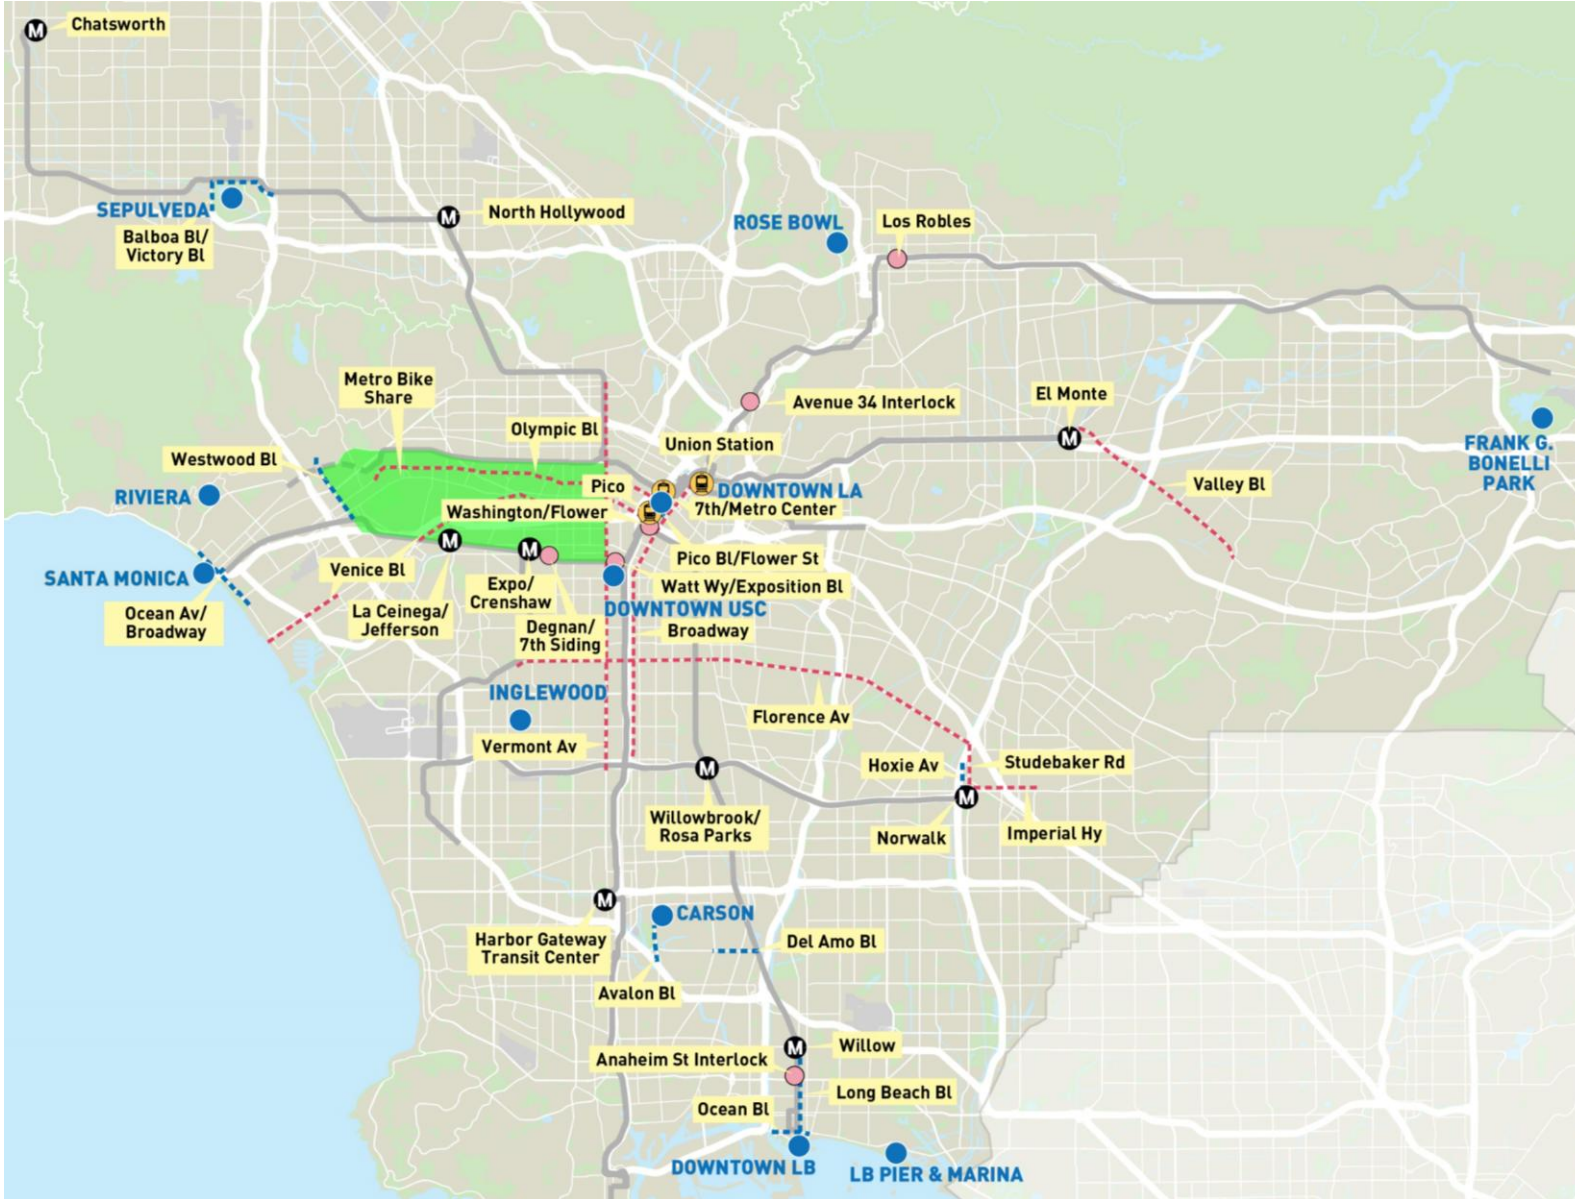 M Chatsworth
SEPULVEDA
Balboa Bl/
Victory Bl
M
North Hollywood
ROSE BOWL
Los Robles
Metro Bike
Share
Olympic Bl
Avenue 34 Interlock
El Monte
M
Union Station
Westwood Bl
RIVIERA
Pico
DOWNTOWN LA
7th/Metro Center
Washington/Flower
Valley Bl
FRANK G.
BONELLI
PARK
M
M
Pico Bl/Flower St
Venice Bl
SANTA MONICA
Watt Wy/Exposition Bl
Expo/
Crenshaw
DOWNTOWN USC
Ocean Av/
Broadway
La Ceinega/
Jefferson
Degnan/
7th Siding
Broadway
INGLEWOOD
Florence Av
Vermont Av
Hoxie Av
Studebaker Rd
M
M
Willowbrook/
Rosa Parks
Norwalk
Imperial Hy
M
CARSON
Harbor Gateway
Transit Center
Del Amo Bl
Avalon Bl
M
Willow
Anaheim St Interlock
Long Beach Bl
Ocean Bl
DOWNTOWN LB
LB PIER & MARINA